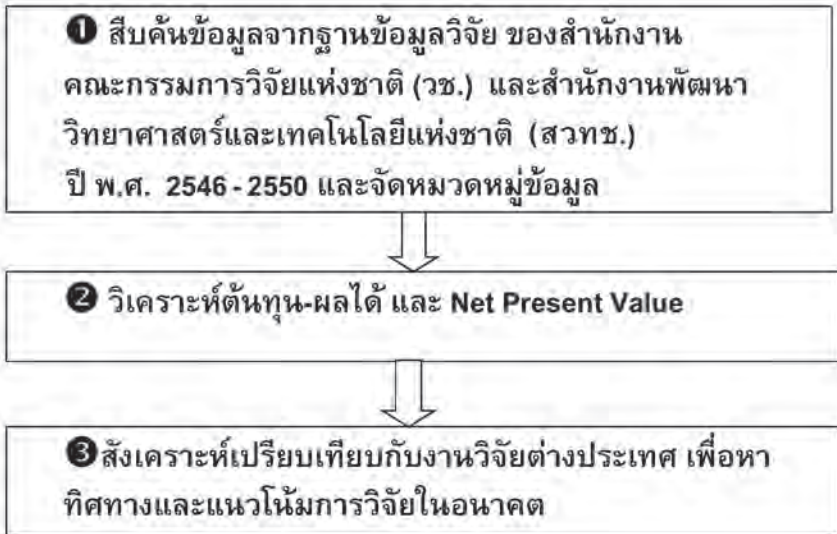 ❶ สืบค้นข้อมูลจากฐานข้อมูลวิจัย ของสำนักงาน
คณะกรรมการวิจัยแห่งชาติ (วช.) และสำนักงานพัฒนา
วิทยาศาสตร์และเทคโนโลยีแห่งชาติ (สวทช.)
ปี พ.ศ. 2546 - 2550 และจัดหมวดหมู่ข้อมูล
❷ วิเคราะห์ต้นทุน-ผลได้ และ Net Present Value
❸สังเคราะห์เปรียบเทียบกับงานวิจัยต่างประเทศ เพื่อหา
ทิศทางและแนวโน้มการวิจัยในอนาคต